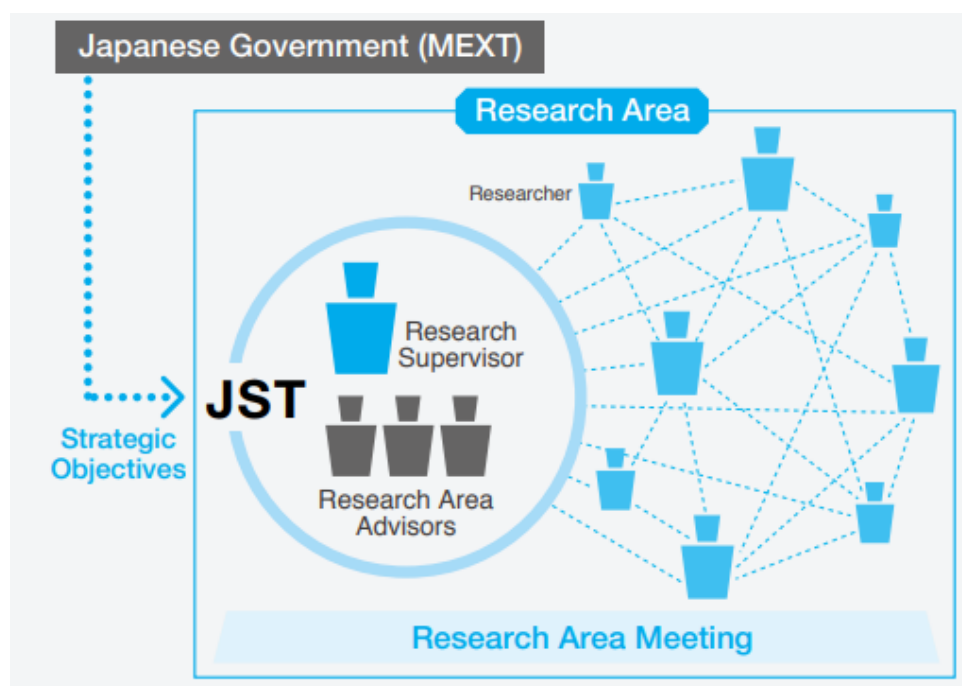 Japanese Government (MEXT)
Research Area
Researcher
Research
Supervisor
JST
Strategic
Objectives
Research Area
Advisors
Research Area Meeting